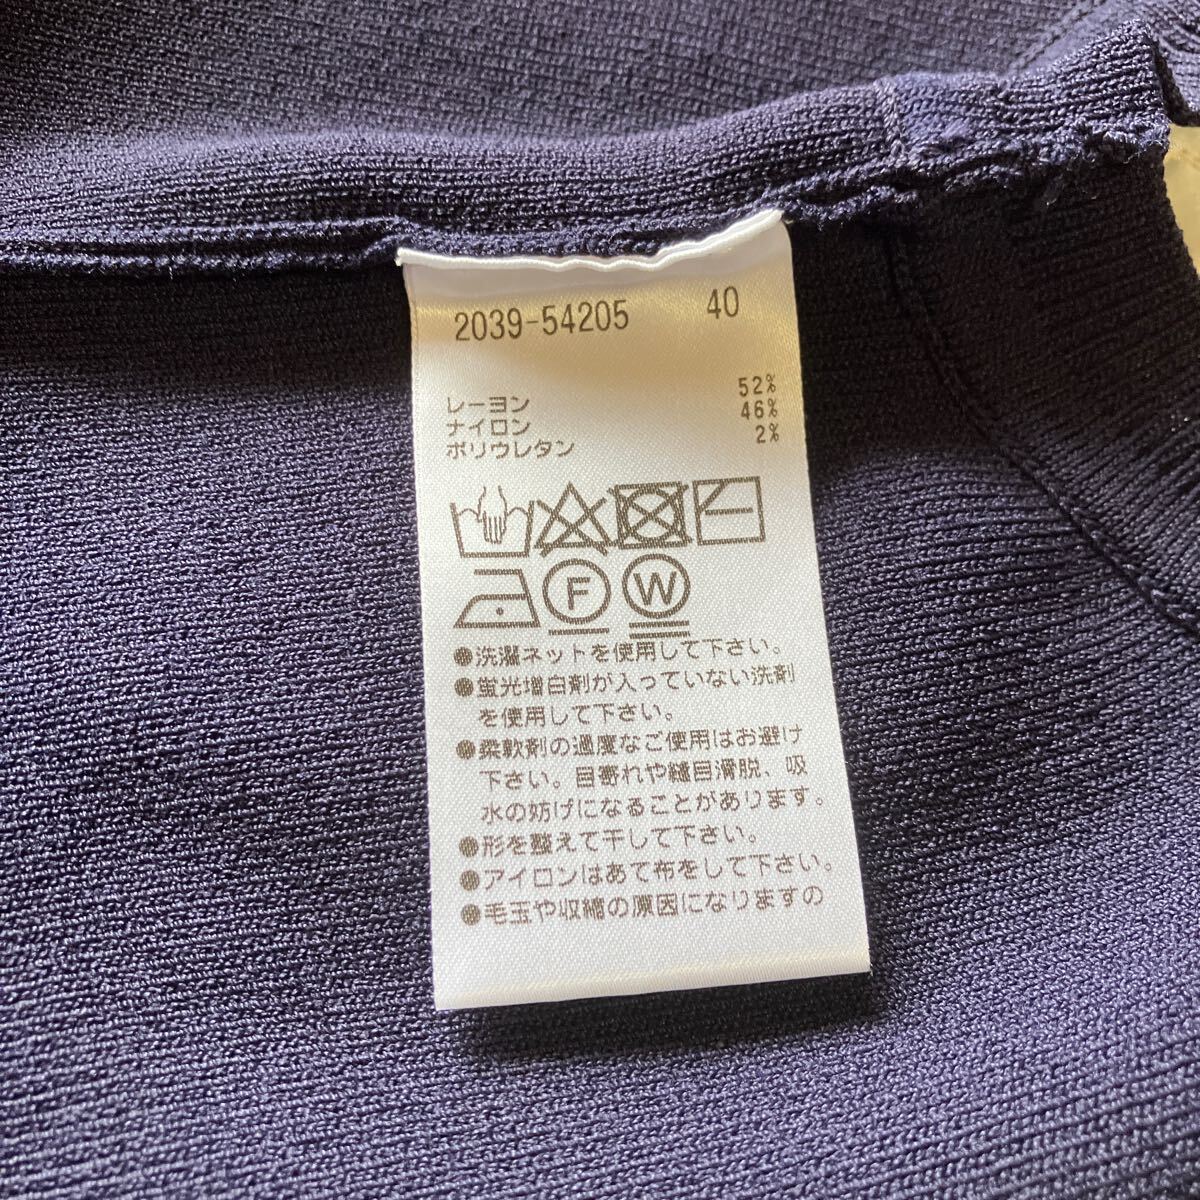 2039-54205 40
レーヨン 52%
ナイロン 46%
ポリウレタン 2%
F W
●洗濯ネットを使用して下さい。
●蛍光増白剤が入っていない洗剤
を使用して下さい。
●柔軟剤の過度なご使用はお避け
下さい。目寄れや縫目滑脱、吸
水の妨げになることがあります。
●形を整えて干して下さい。
●アイロンはあて布をして下さい。
●毛玉や収縮の原因になりますの